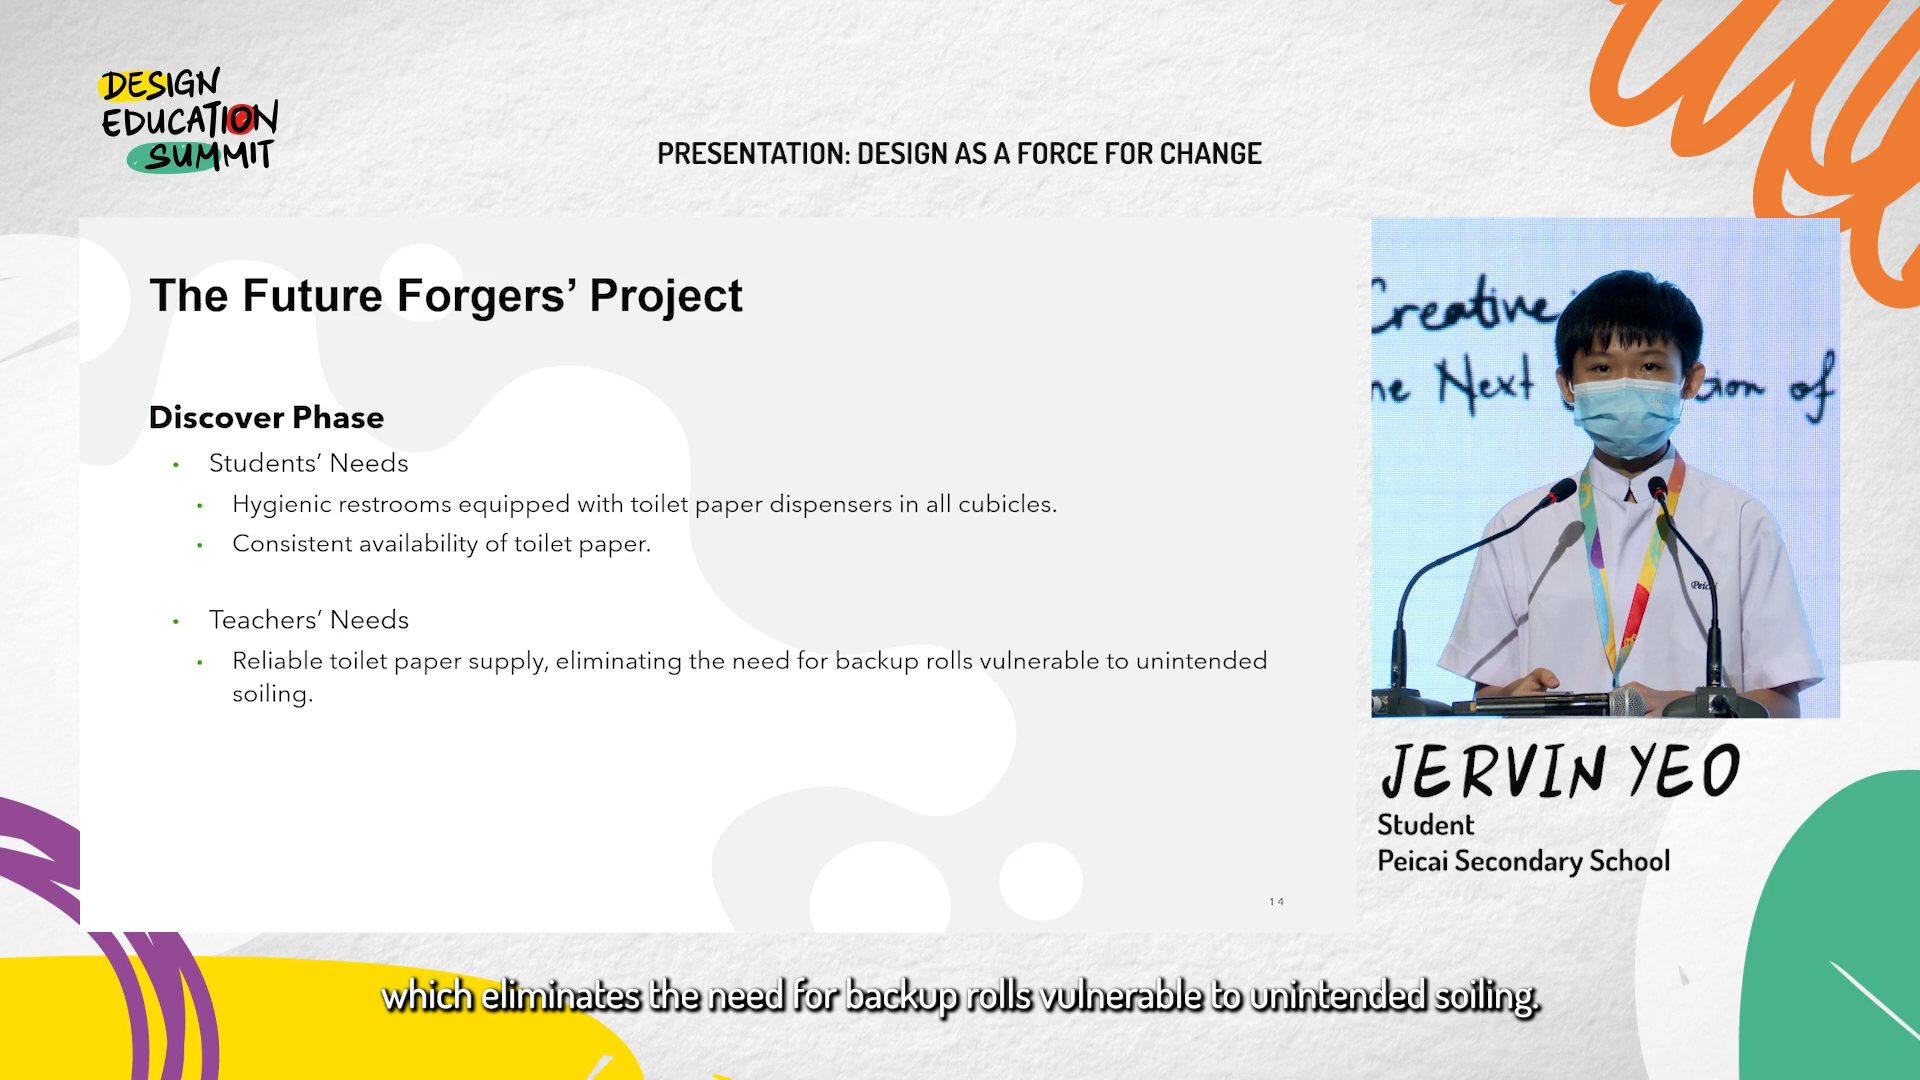 DESIGN
EDUCATION
SUMMIT
PRESENTATION: DESIGN AS A FORCE FOR CHANGE
The Future Forgers’ Project
Discover Phase
• Students’ Needs
• Hygienic restrooms equipped with toilet paper dispensers in all cubicles.
• Consistent availability of toilet paper.
• Teachers’ Needs
• Reliable toilet paper supply, eliminating the need for backup rolls vulnerable to unintended
soiling.
14
Creative
Next
of
JERVIN YEO
Student
Peicai Secondary School
which eliminates the need for backup rolls vulnerable to unintended soiling.